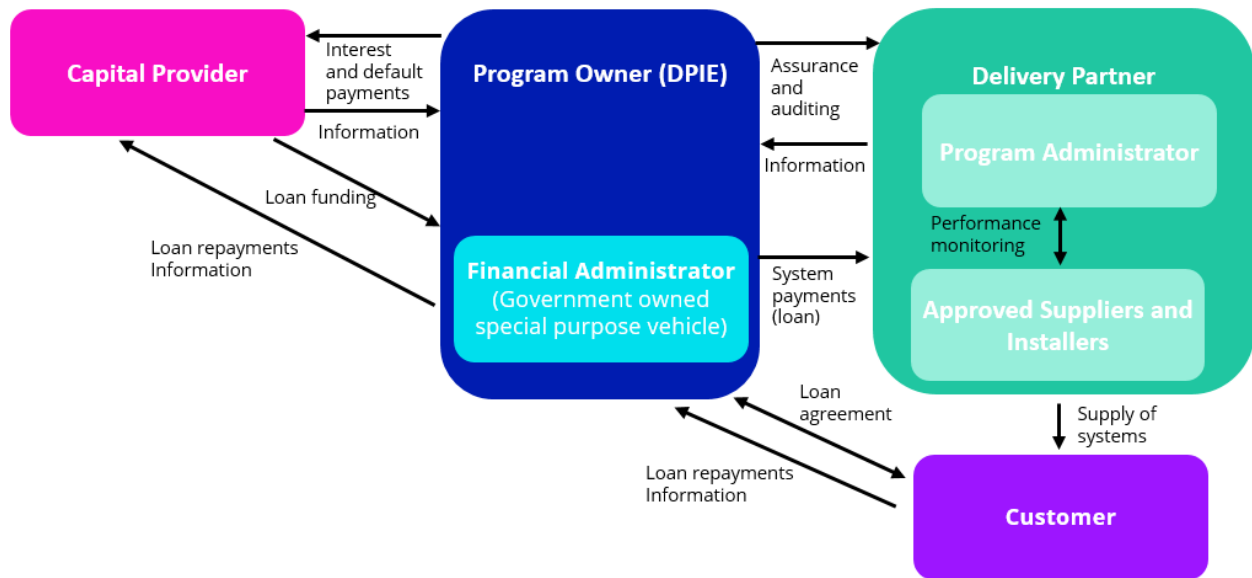 Capital Provider
Interest
and default
payments
Information
Program Owner (DPIE)
Assurance
and
auditing
Information
Delivery Partner
Program Administrator
Loan funding
Loan repayments
Information
Financial Administrator
(Government owned
special purpose vehicle)
System
payments
(loan)
Performance
monitoring
Approved Suppliers and
Installers
Loan
agreement
Supply of
systems
Loan repayments
Information
Customer